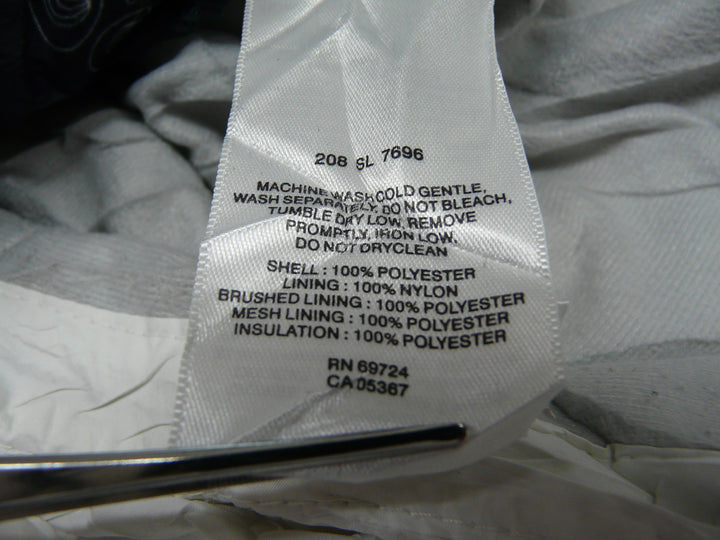 208 SL 7696
MACHINE WASH COLD GENTLE,
WASH SEPARATELY, DO NOT BLEACH,
TUMBLE DRY LOW, REMOVE
PROMPTLY, IRON LOW,
DO NOT DRYCLEAN
SHELL : 100% POLYESTER
LINING : 100% NYLON
BRUSHED LINING : 100% POLYESTER
MESH LINING : 100% POLYESTER
INSULATION : 100% POLYESTER
RN 69724
CA 05367